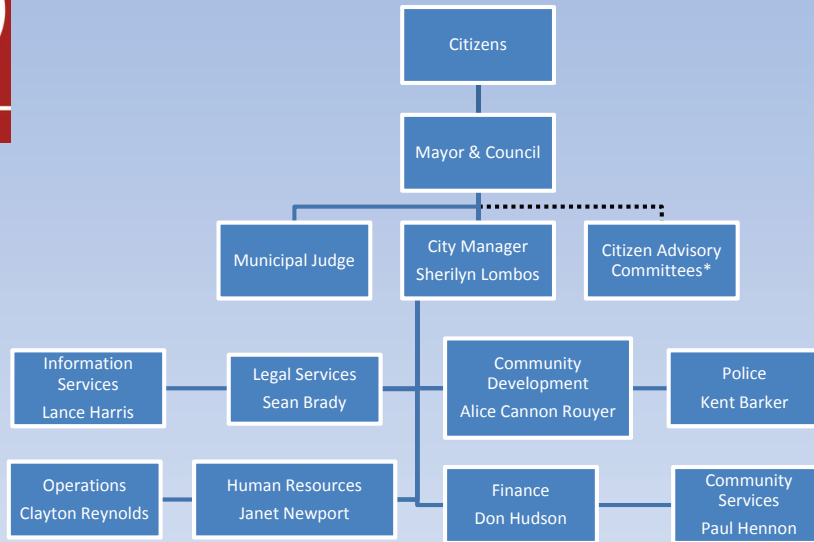 Citizens
Mayor & Council
Municipal Judge
City Manager
Sherilyn Lombos
Citizen Advisory
Committees*
Information
Services
Lance Harris
Legal Services
Sean Brady
Community
Development
Alice Cannon Rouyer
Police
Kent Barker
Operations
Clayton Reynolds
Human Resources
Janet Newport
Finance
Don Hudson
Community
Services
Paul Hennon